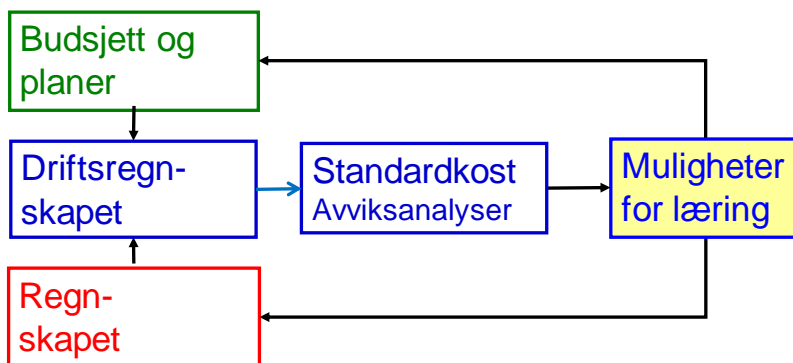 Budsjett og
planer
Driftsregn-
skapet
Standardkost
Avviksanalyser
Muligheter
for læring
Regn-
skapet